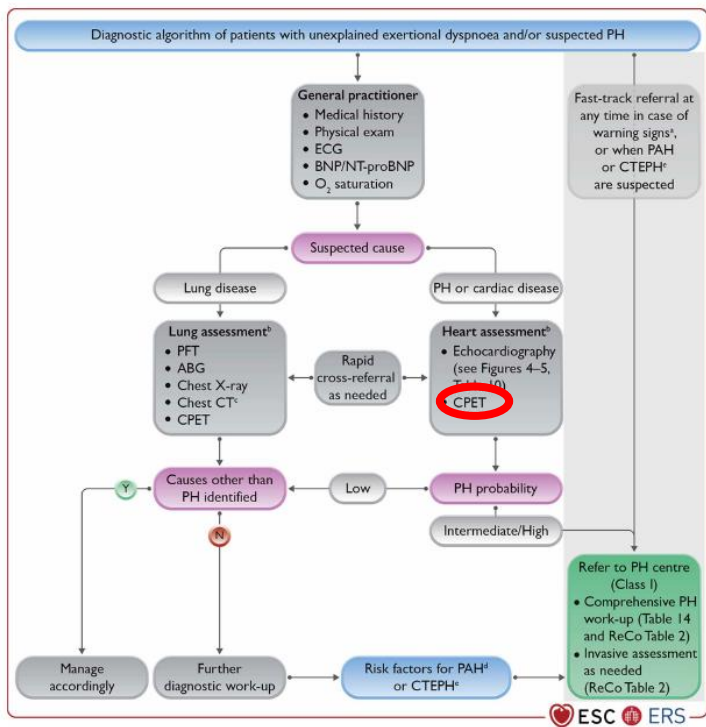 Diagnostic algorithm of patients with unexplained exertional dyspnoea and/or suspected PH
General practitioner
• Medical history
• Physical exam
• ECG
• BNP/NT-proBNP
• O₂ saturation
Fast-track referral at
any time in case of
warning signsᵃ,
or when PAH
or CTEPHᵉ
are suspected
Suspected cause
Lung disease
PH or cardiac disease
Lung assessmentᵇ
• PFT
• ABG
• Chest X-ray
• Chest CTᶜ
• CPET
Rapid
cross-referral
as needed
Heart assessmentᵇ
• Echocardiography
(see Figures 4–5,
10)
• CPET
Y
Causes other than
PH identified
Low
PH probability
N
Intermediate/High
Refer to PH centre
(Class I)
• Comprehensive PH
work-up (Table 14
and ReCo Table 2)
• Invasive assessment
as needed
(ReCo Table 2)
Manage
accordingly
Further
diagnostic work-up
Risk factors for PAHᵈ
or CTEPHᵉ
ESC ERS